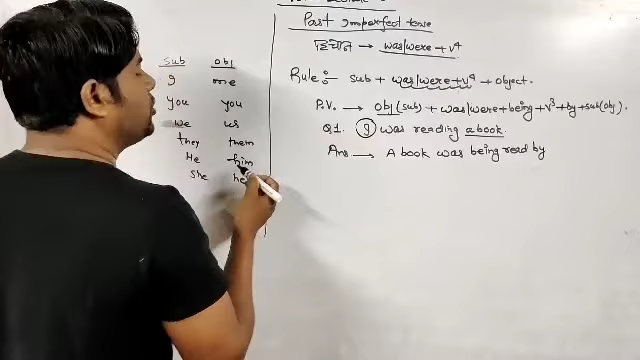 Past Imperfect tense
पहिचान → was/were + v⁴
Rule :- sub + was/were + v⁴ + object.
P.V. → obj(sub) + was/were + being + v³ + by + sub(obj).
Q1. I was reading a book.
Ans → A book was being read by
sub obj
I me
you you
we us
they them
He him
She he